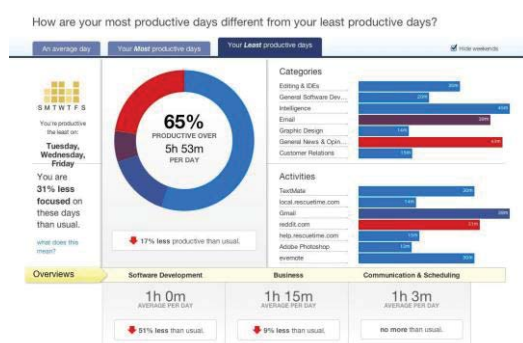 How are your most productive days different from your least productive days?
An average day
Your Most productive days
Your Least productive days
Hide weekends
S M T W T F S
You're productive
the least on
Tuesday,
Wednesday,
Friday
You are
31% less
focused on
these days
than usual.
what does this
mean?
65%
PRODUCTIVE OVER
5h 53m
PER DAY
17% less productive than usual.
Categories
Editing & IDEs
General Software Dev...
Intelligence
Email
Graphic Design
General News & Opin...
Customer Relations
Activities
TextMate
local.rescuetime.com
Gmail
reddit.com
help.rescuetime.com
Adobe Photoshop
evernote
Overviews
Software Development
Business
Communication & Scheduling
1h 0m
AVERAGE PER DAY
51% less than usual.
1h 15m
AVERAGE PER DAY
9% less than usual.
1h 3m
AVERAGE PER DAY
no more than usual.